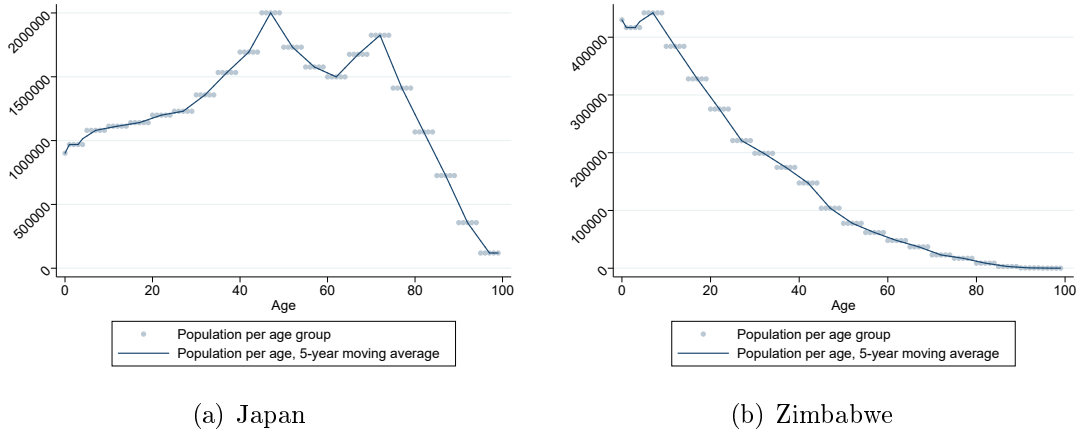 2000000
1500000
1000000
500000
0
0 20 40 60 80 100
Age
Population per age group
Population per age, 5-year moving average
(a) Japan
400000
300000
200000
100000
0
0 20 40 60 80 100
Age
Population per age group
Population per age, 5-year moving average
(b) Zimbabwe